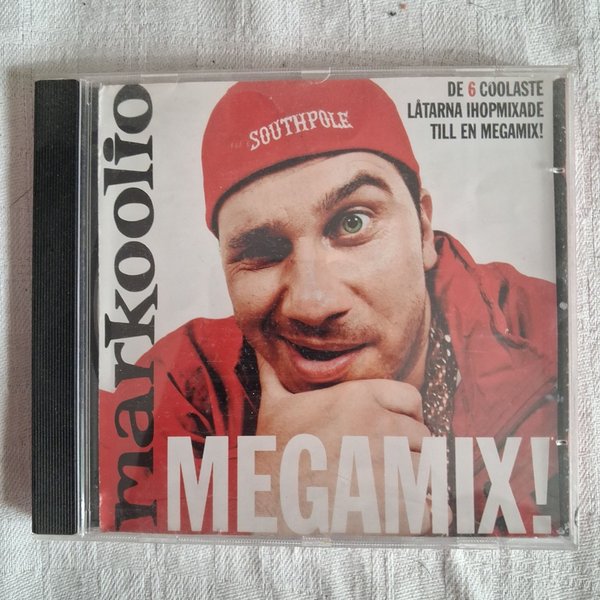 markoolio
DE 6 COOLASTE
LÅTARNA IHOPMIXADE
TILL EN MEGAMIX!
SOUTHPOLE
MEGAMIX!